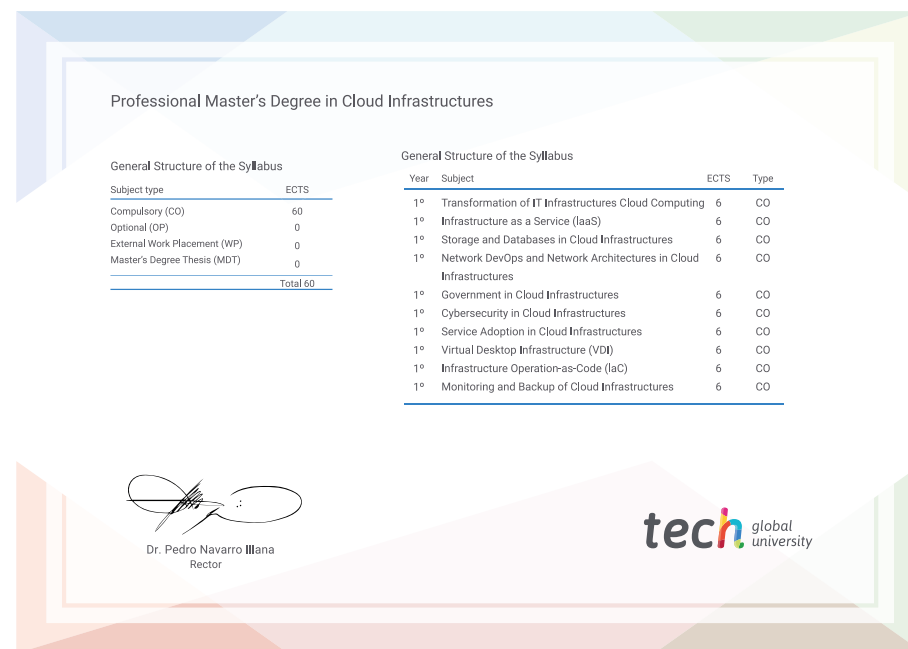 Professional Master's Degree in Cloud Infrastructures
General Structure of the Syllabus
Subject type ECTS
Compulsory (CO) 60
Optional (OP) 0
External Work Placement (WP) 0
Master's Degree Thesis (MDT) 0
Total 60
General Structure of the Syllabus
Year Subject ECTS Type
1º Transformation of IT Infrastructures Cloud Computing 6 CO
1º Infrastructure as a Service (laaS) 6 CO
1º Storage and Databases in Cloud Infrastructures 6 CO
1º Network DevOps and Network Architectures in Cloud 6 CO
Infrastructures
1º Government in Cloud Infrastructures 6 CO
1º Cybersecurity in Cloud Infrastructures 6 CO
1º Service Adoption in Cloud Infrastructures 6 CO
1º Virtual Desktop Infrastructure (VDI) 6 CO
1º Infrastructure Operation-as-Code (laC) 6 CO
1º Monitoring and Backup of Cloud Infrastructures 6 CO
Dr. Pedro Navarro Illana
Rector
tech global
university